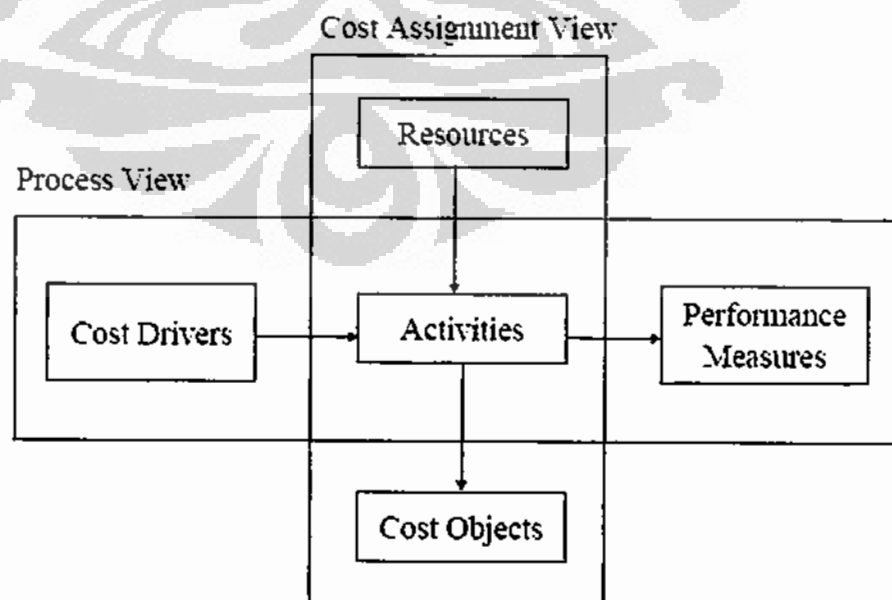 Cost Assignment View
Resources
Process View
Cost Drivers
Activities
Performance
Measures
Cost Objects